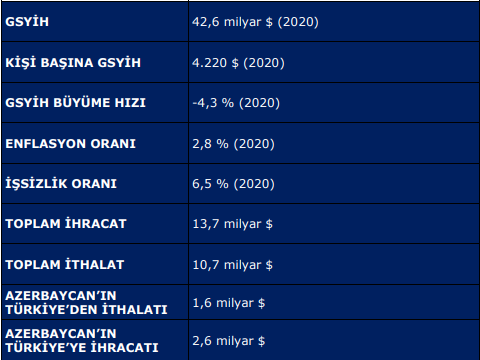 GSYİH
42,6 milyar $ (2020)
KİŞİ BAŞINA GSYİH
4.220 $ (2020)
GSYİH BÜYÜME HIZI
-4,3 % (2020)
ENFLASYON ORANI
2,8 % (2020)
İŞSİZLİK ORANI
6,5 % (2020)
TOPLAM İHRACAT
13,7 milyar $
TOPLAM İTHALAT
10,7 milyar $
AZERBAYCAN’IN
TÜRKİYE’DEN İTHALATI
1,6 milyar $
AZERBAYCAN’IN
TÜRKİYE’YE İHRACATI
2,6 milyar $